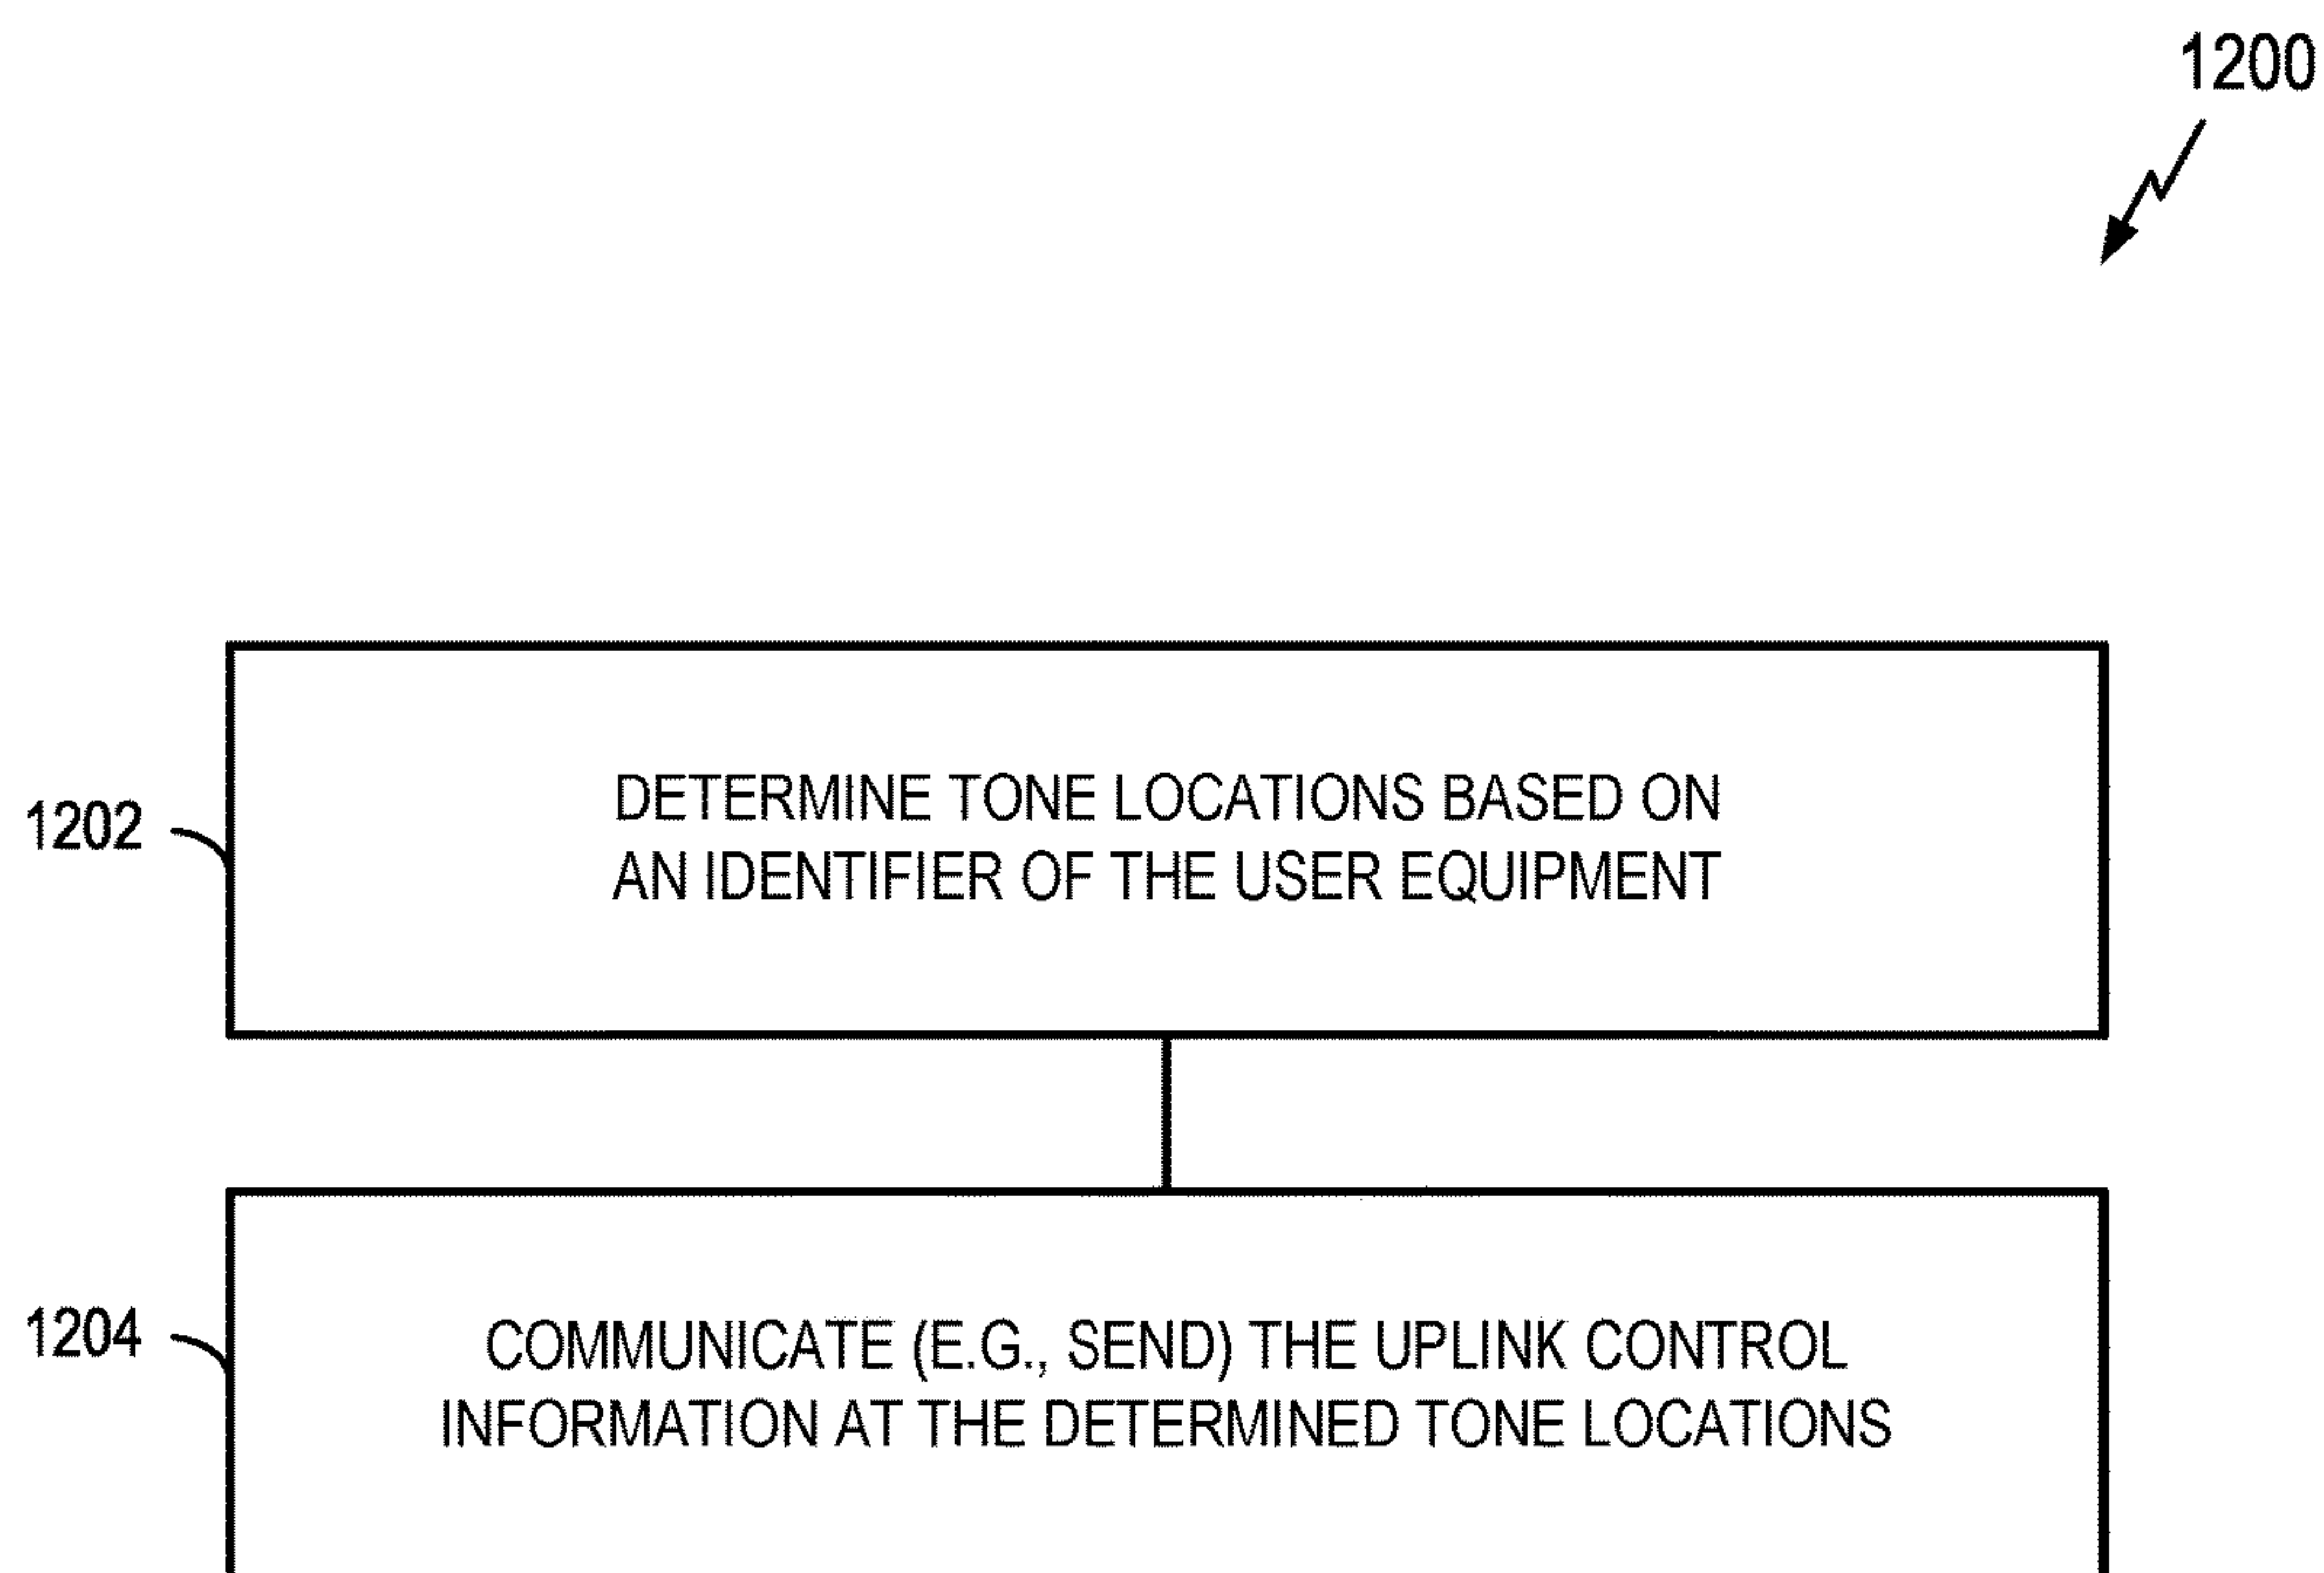 1200
1202
DETERMINE TONE LOCATIONS BASED ON
AN IDENTIFIER OF THE USER EQUIPMENT
1204
COMMUNICATE (E.G., SEND) THE UPLINK CONTROL
INFORMATION AT THE DETERMINED TONE LOCATIONS